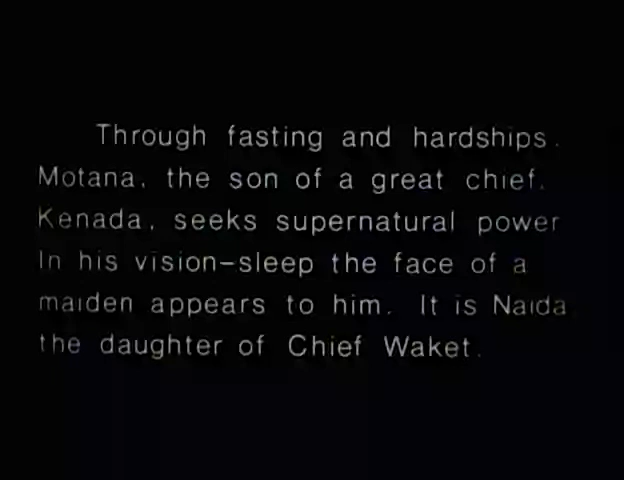 Through fasting and hardships,
Motana, the son of a great chief,
Kenada, seeks supernatural power.
In his vision-sleep the face of a
maiden appears to him. It is Naida,
the daughter of Chief Waket.